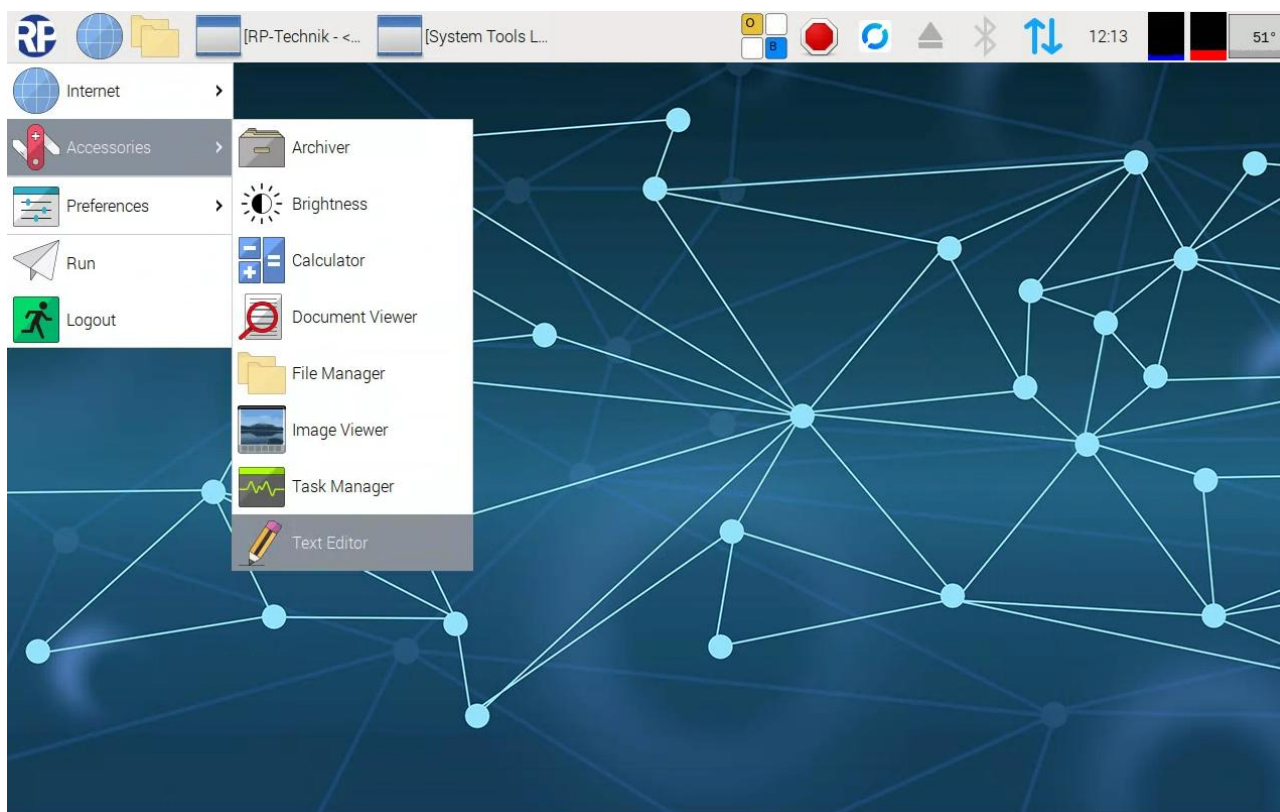 RP
[RP-Technik - <...
[System Tools L...
O
B
12:13
51°
Internet
Accessories
Preferences
Run
Logout
Archiver
Brightness
Calculator
Document Viewer
File Manager
Image Viewer
Task Manager
Text Editor